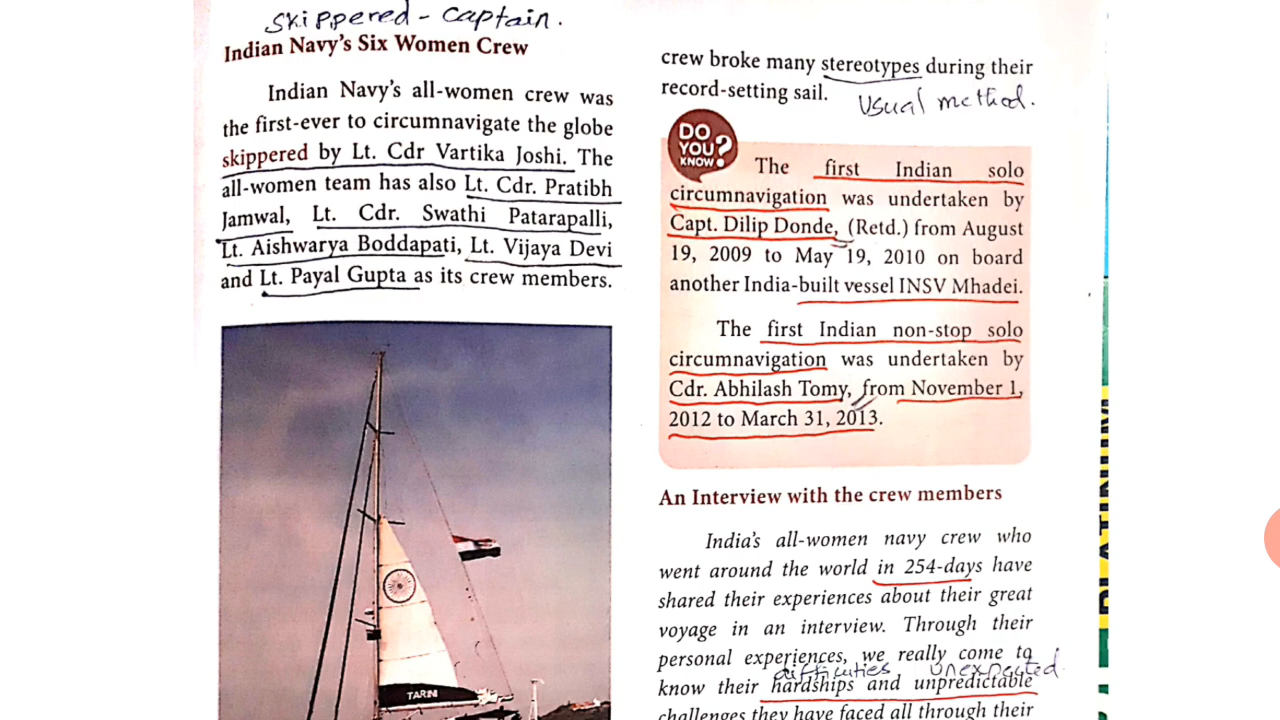 Skippered - Captain.
Indian Navy's Six Women Crew
Indian Navy's all-women crew was
the first-ever to circumnavigate the globe
skippered by Lt. Cdr Vartika Joshi. The
all-women team has also Lt. Cdr. Pratibh
Jamwal, Lt. Cdr. Swathi Patarapalli,
Lt. Aishwarya Boddapati, Lt. Vijaya Devi
and Lt. Payal Gupta as its crew members.
TARINI
crew broke many stereotypes during their
record-setting sail.
Usual method.
DO
YOU
KNOW?
The first Indian solo
circumnavigation was undertaken by
Capt. Dilip Donde, (Retd.) from August
19, 2009 to May 19, 2010 on board
another India-built vessel INSV Mhadei.
The first Indian non-stop solo
circumnavigation was undertaken by
Cdr. Abhilash Tomy, from November 1,
2012 to March 31, 2013.
An Interview with the crew members
India's all-women navy crew who
went around the world in 254-days have
shared their experiences about their great
voyage in an interview. Through their
personal experiences, we really come to
difficulties unexpected
know their hardships and unpredictable
challenges they have faced all through their
PLATINUM